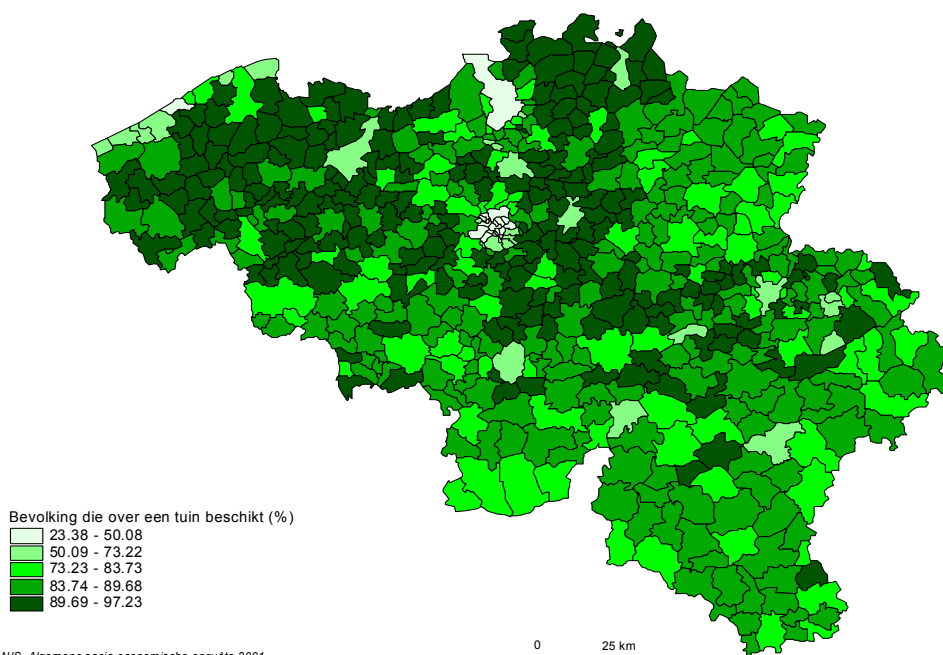 Bevolking die over een tuin beschikt (%)
23.38 - 50.08
50.09 - 73.22
73.23 - 83.73
83.74 - 89.68
89.69 - 97.23
0 25 km